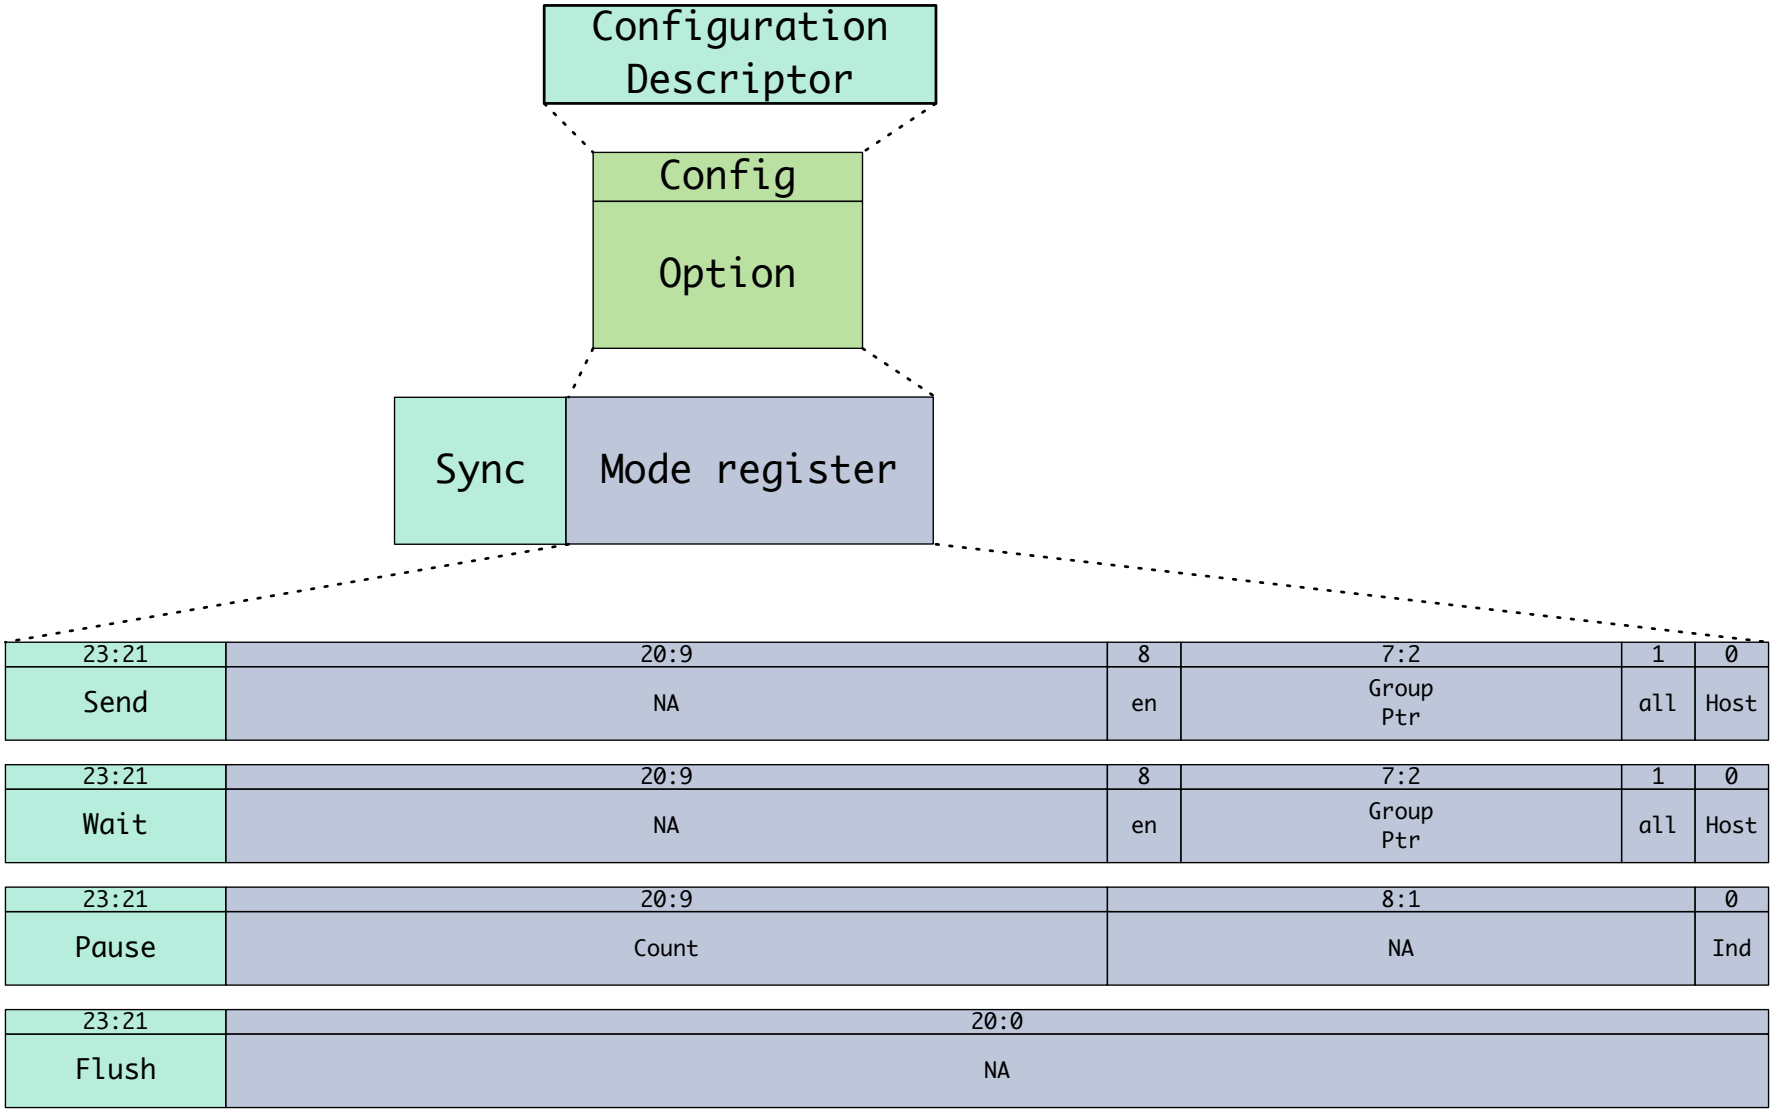 Configuration
Descriptor
Config
Option
Sync Mode register
23:21 20:9 8 7:2 1 0
Send NA en Group Ptr all Host
23:21 20:9 8 7:2 1 0
Wait NA en Group Ptr all Host
23:21 20:9 8:1 0
Pause Count NA Ind
23:21 20:0
Flush NA